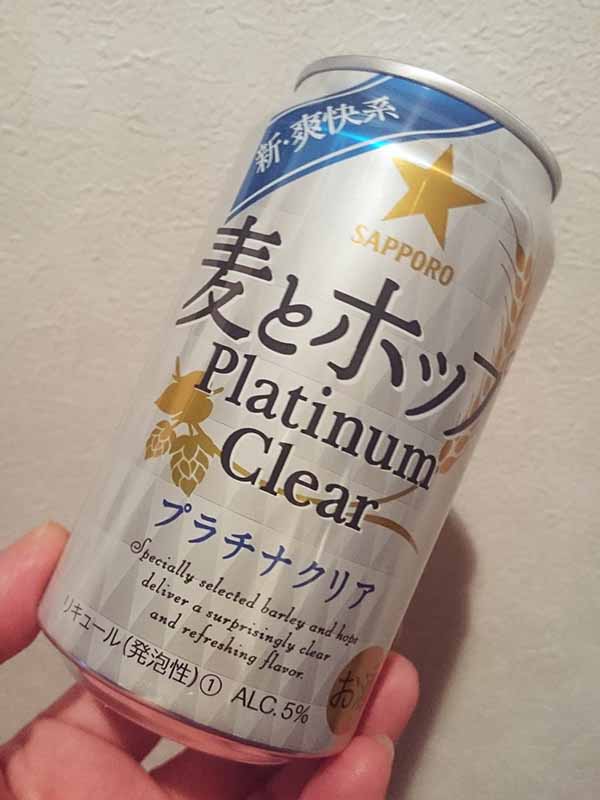 新・爽快系
SAPPORO
麦とホップ
Platinum
Clear
プラチナクリア
Specially selected barley and hops
deliver a surprisingly clear
and refreshing flavor.
リキュール(発泡性)①
ALC.5%
お